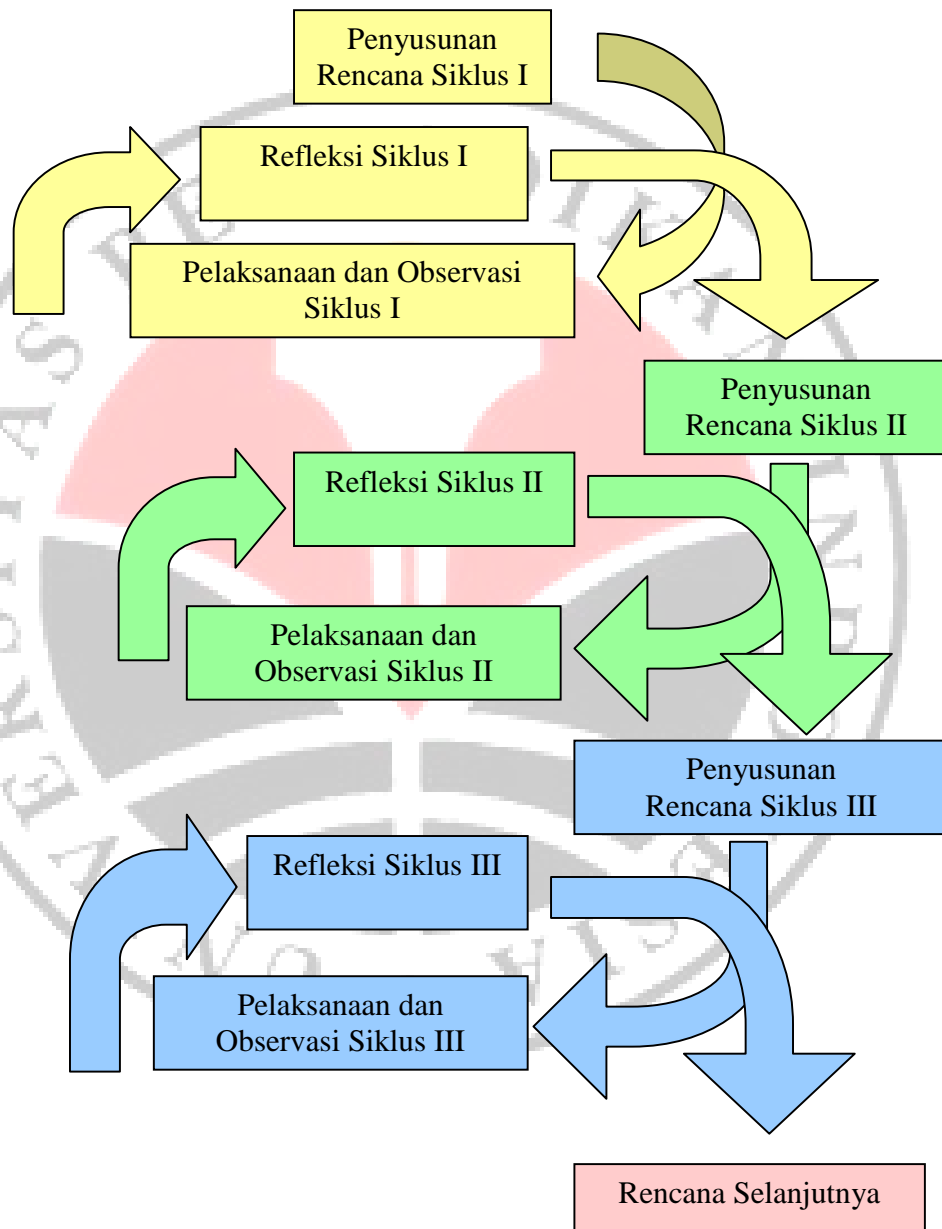 Penyusunan
Rencana Siklus I
Refleksi Siklus I
Pelaksanaan dan Observasi
Siklus I
Penyusunan
Rencana Siklus II
Refleksi Siklus II
Pelaksanaan dan
Observasi Siklus II
Penyusunan
Rencana Siklus III
Refleksi Siklus III
Pelaksanaan dan
Observasi Siklus III
Rencana Selanjutnya